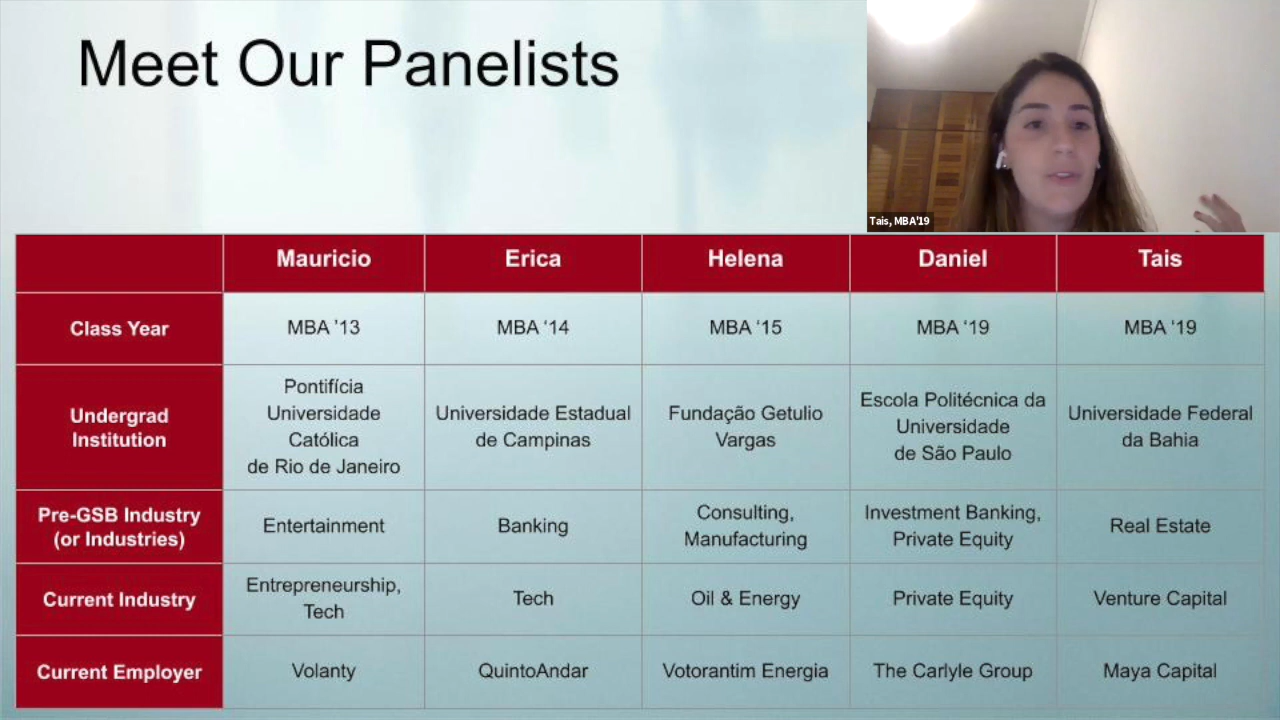 Meet Our Panelists
Tais, MBA'19
Mauricio
Erica
Helena
Daniel
Tais
Class Year
MBA '13
MBA '14
MBA '15
MBA '19
MBA '19
Undergrad
Institution
Pontifícia
Universidade
Católica
de Rio de Janeiro
Universidade Estadual
de Campinas
Fundação Getulio
Vargas
Escola Politécnica da
Universidade
de São Paulo
Universidade Federal
da Bahia
Pre-GSB Industry
(or Industries)
Entertainment
Banking
Consulting,
Manufacturing
Investment Banking,
Private Equity
Real Estate
Current Industry
Entrepreneurship,
Tech
Tech
Oil & Energy
Private Equity
Venture Capital
Current Employer
Volanty
QuintoAndar
Votorantim Energia
The Carlyle Group
Maya Capital